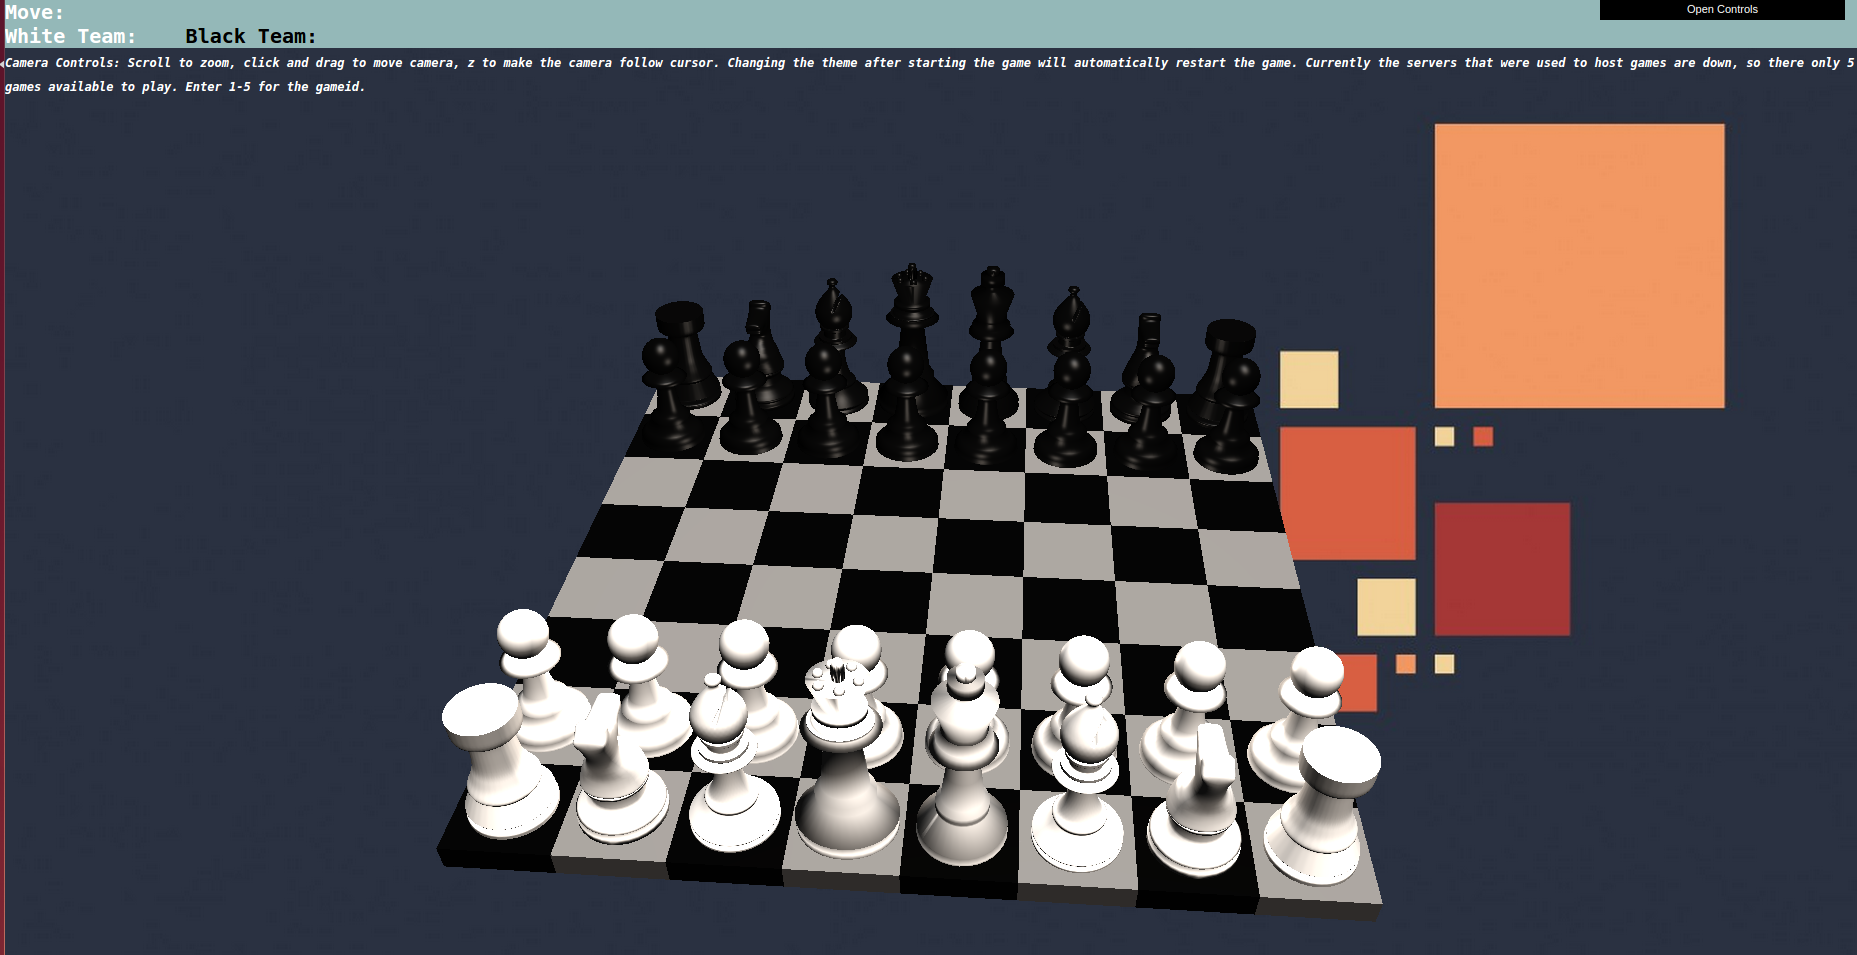 Move:
Open Controls
White Team: Black Team:
Camera Controls: Scroll to zoom, click and drag to move camera, z to make the camera follow cursor. Changing the theme after starting the game will automatically restart the game. Currently the servers that were used to host games are down, so there only 5
games available to play. Enter 1-5 for the gameid.